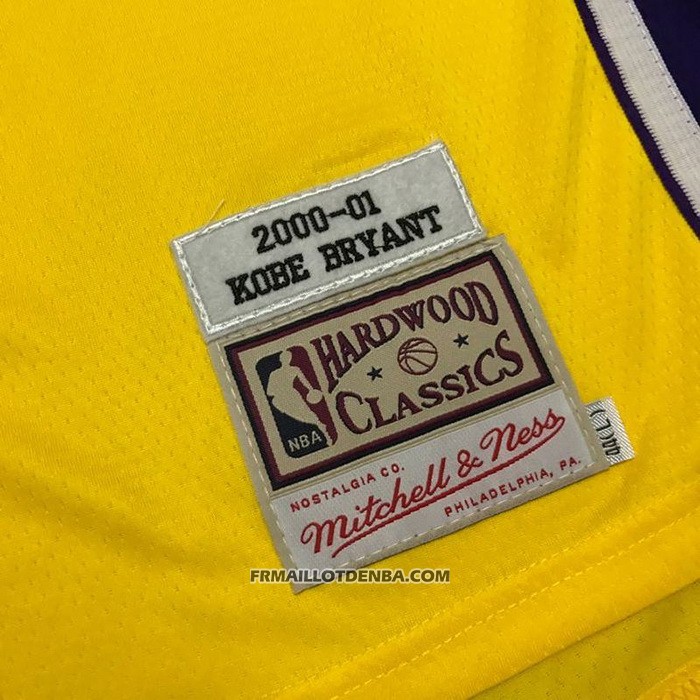 2000-01
KOBE BRYANT
HARDWOOD
CLASSICS
NBA
NOSTALGIA CO.
Mitchell & Ness
PHILADELPHIA, PA.
FRMAILLOTDENBA.COM